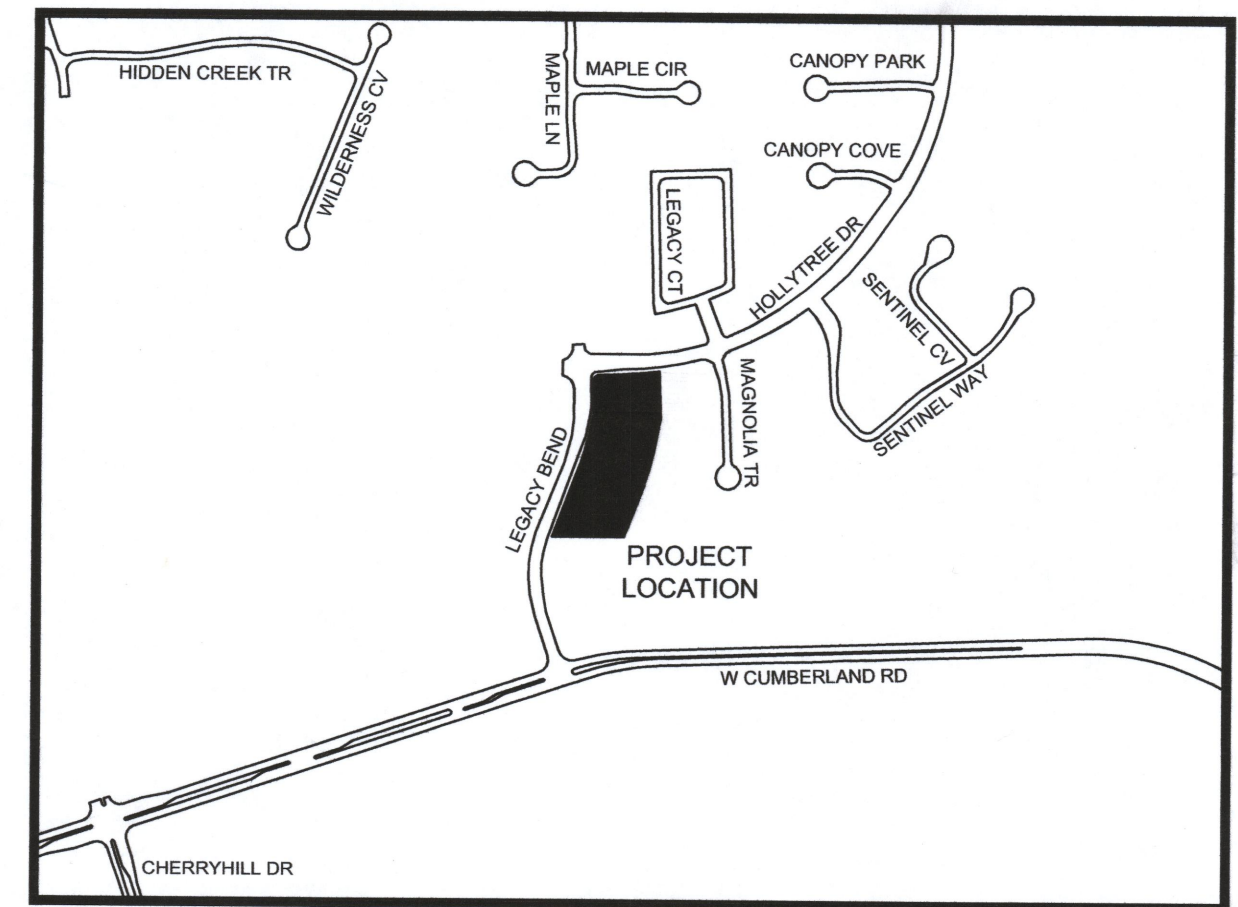 HIDDEN CREEK TR
WILDERNESS CV
MAPLE LN
MAPLE CIR
CANOPY PARK
CANOPY COVE
LEGACY CT
HOLLYTREE DR
SENTINEL CV
SENTINEL WAY
MAGNOLIA TR
LEGACY BEND
PROJECT
LOCATION
W CUMBERLAND RD
CHERRYHILL DR